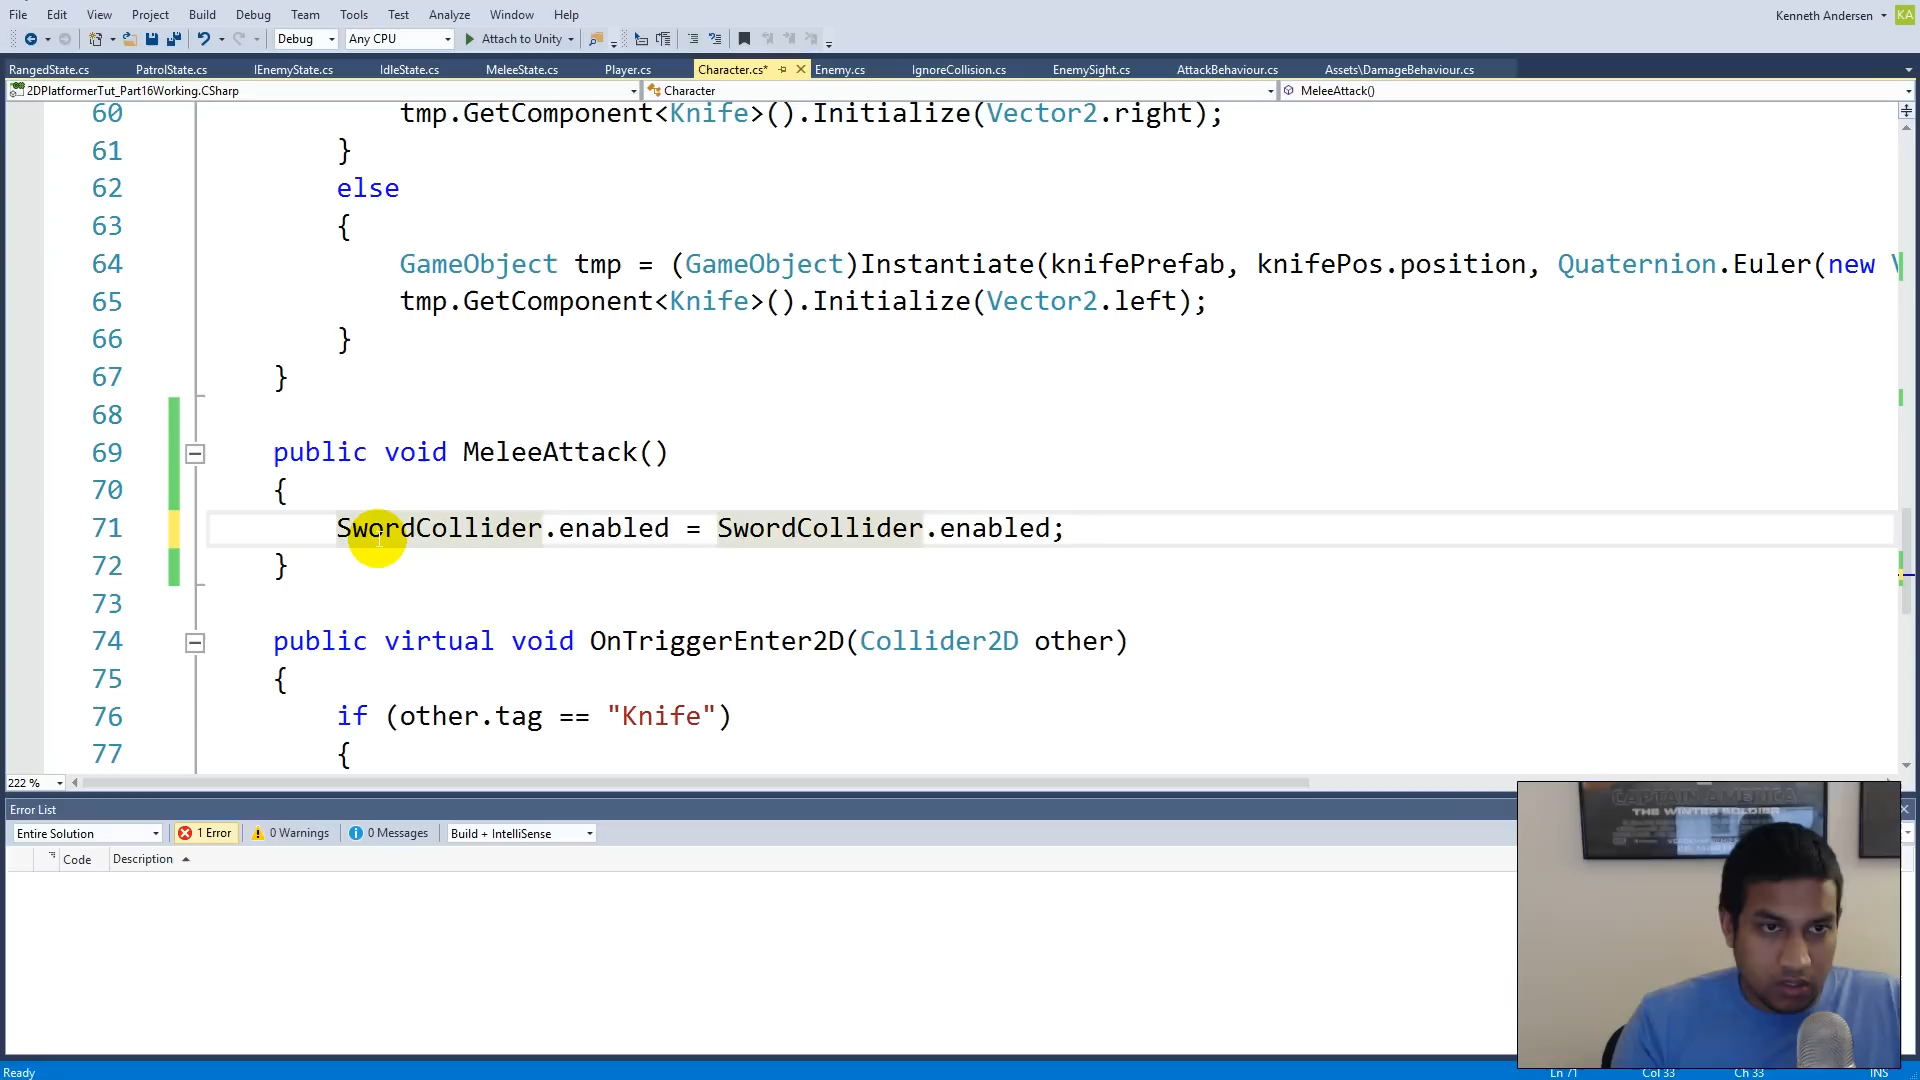 File Edit View Project Build Debug Team Tools Test Analyze Window Help Kenneth Andersen KA
Debug Any CPU Attach to Unity
RangedState.cs PatrolState.cs IEnemyState.cs IdleState.cs MeleeState.cs Player.cs Character.cs* Enemy.cs IgnoreCollision.cs EnemySight.cs AttackBehaviour.cs Assets\DamageBehaviour.cs
2DPlatformerTut_Part16Working.CSharp Character MeleeAttack()
60 tmp.GetComponent<Knife>().Initialize(Vector2.right);
61 }
62 else
63 {
64 GameObject tmp = (GameObject)Instantiate(knifePrefab, knifePos.position, Quaternion.Euler(new
65 tmp.GetComponent<Knife>().Initialize(Vector2.left);
66 }
67 }
68
69 public void MeleeAttack()
70 {
71 SwordCollider.enabled = SwordCollider.enabled;
72 }
73
74 public virtual void OnTriggerEnter2D(Collider2D other)
75 {
76 if (other.tag == "Knife")
77 {
222 %
Error List
Entire Solution 1 Error 0 Warnings 0 Messages Build + IntelliSense
Code Description
CAPTAIN AMERICA
THE WINTER SOLDIER
Ready Ln 71 Col 33 Ch 33 INS